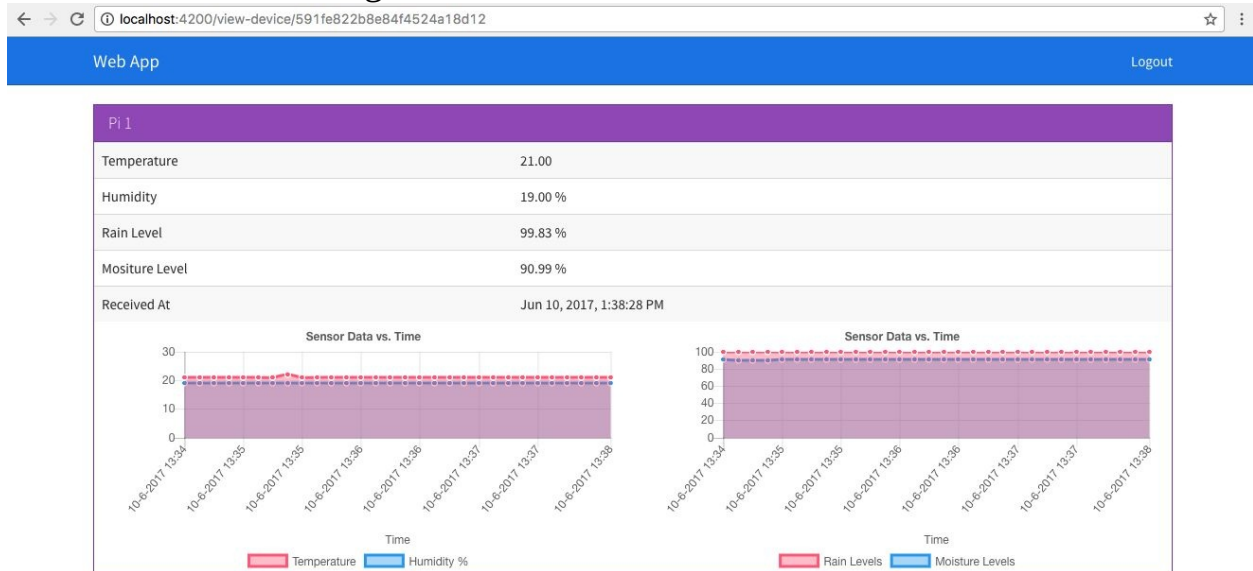 localhost:4200/view-device/591fe822b8e84f4524a18d12
Web App Logout
Pi 1
Temperature 21.00
Humidity 19.00 %
Rain Level 99.83 %
Mositure Level 90.99 %
Received At Jun 10, 2017, 1:38:28 PM
Sensor Data vs. Time
30
20
10
0
10-6-2017 13:34
10-6-2017 13:35
10-6-2017 13:35
10-6-2017 13:36
10-6-2017 13:36
10-6-2017 13:37
10-6-2017 13:37
10-6-2017 13:38
Time
Temperature Humidity %
Sensor Data vs. Time
100
80
60
40
20
0
10-6-2017 13:34
10-6-2017 13:35
10-6-2017 13:35
10-6-2017 13:36
10-6-2017 13:36
10-6-2017 13:37
10-6-2017 13:37
10-6-2017 13:38
Time
Rain Levels Moisture Levels